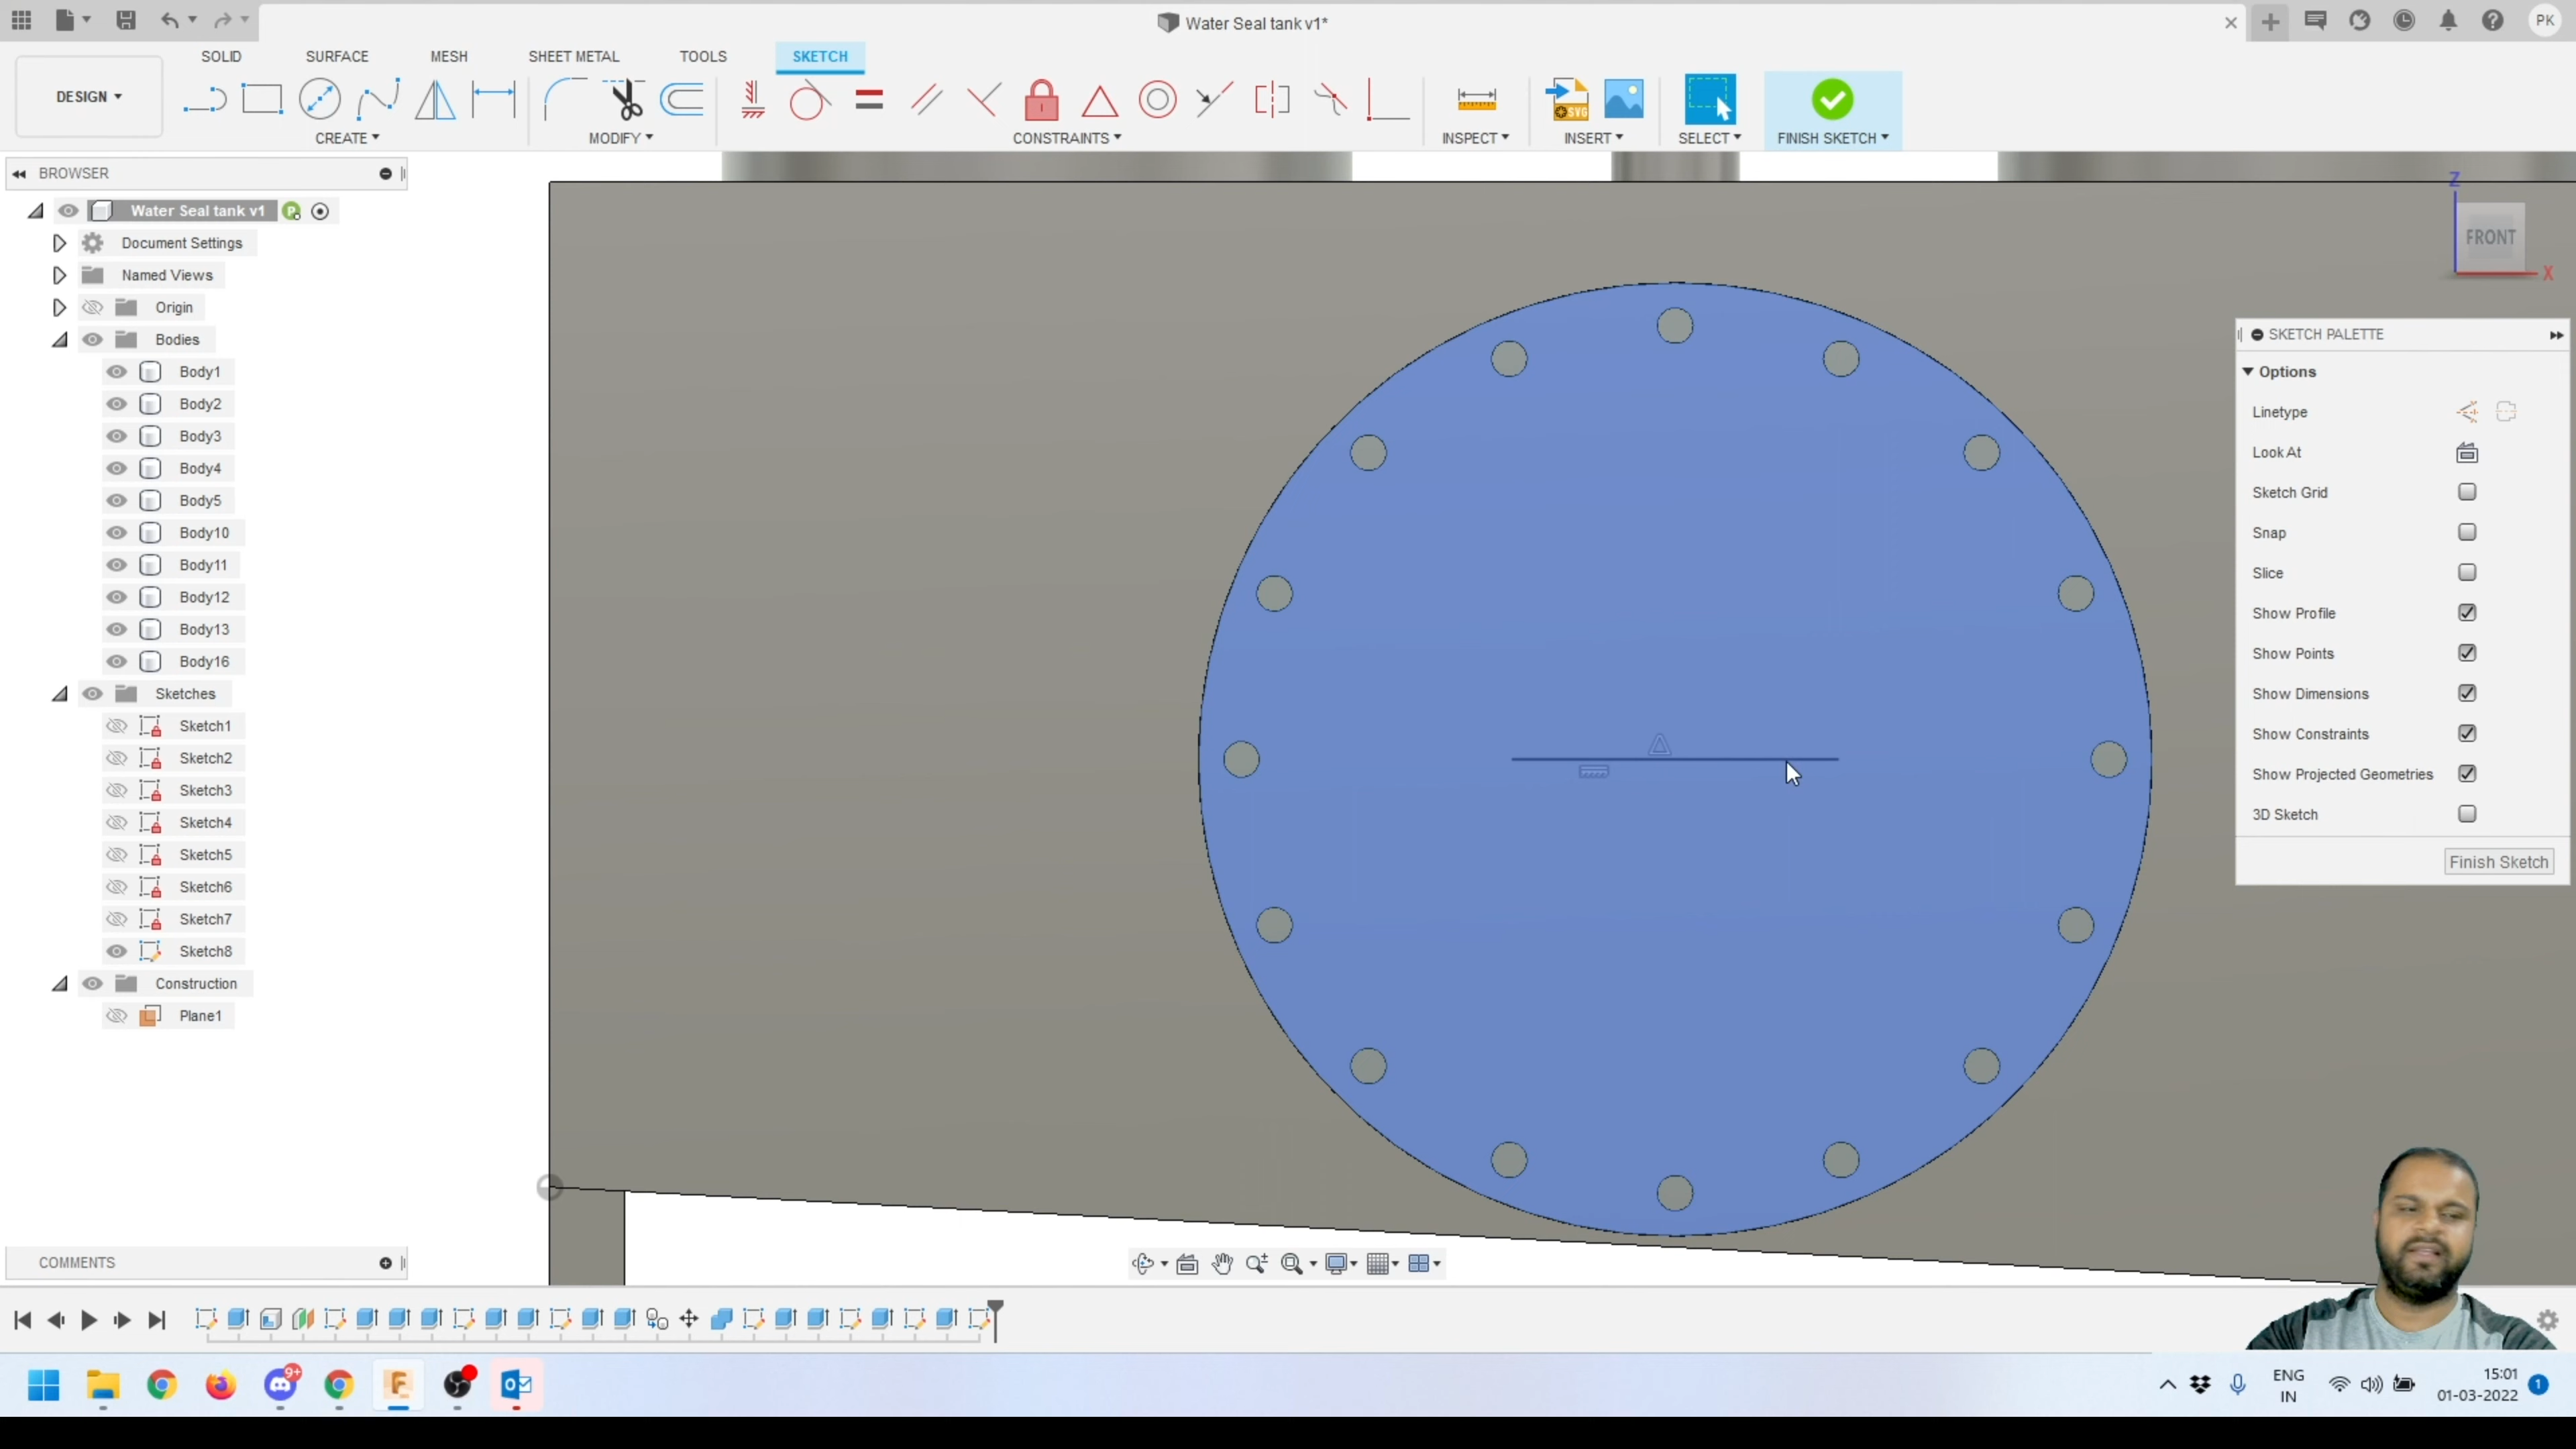 Water Seal tank v1*
PK
SOLID SURFACE MESH SHEET METAL TOOLS SKETCH
DESIGN
CREATE MODIFY CONSTRAINTS INSPECT INSERT SELECT FINISH SKETCH
SVG
BROWSER
Water Seal tank v1
Document Settings
Named Views
Origin
Bodies
Body1
Body2
Body3
Body4
Body5
Body10
Body11
Body12
Body13
Body16
Sketches
Sketch1
Sketch2
Sketch3
Sketch4
Sketch5
Sketch6
Sketch7
Sketch8
Construction
Plane1
Z
FRONT
X
SKETCH PALETTE
Options
Linetype
Look At
Sketch Grid
Snap
Slice
Show Profile
Show Points
Show Dimensions
Show Constraints
Show Projected Geometries
3D Sketch
Finish Sketch
COMMENTS
9+
ENG
IN
15:01
01-03-2022
1